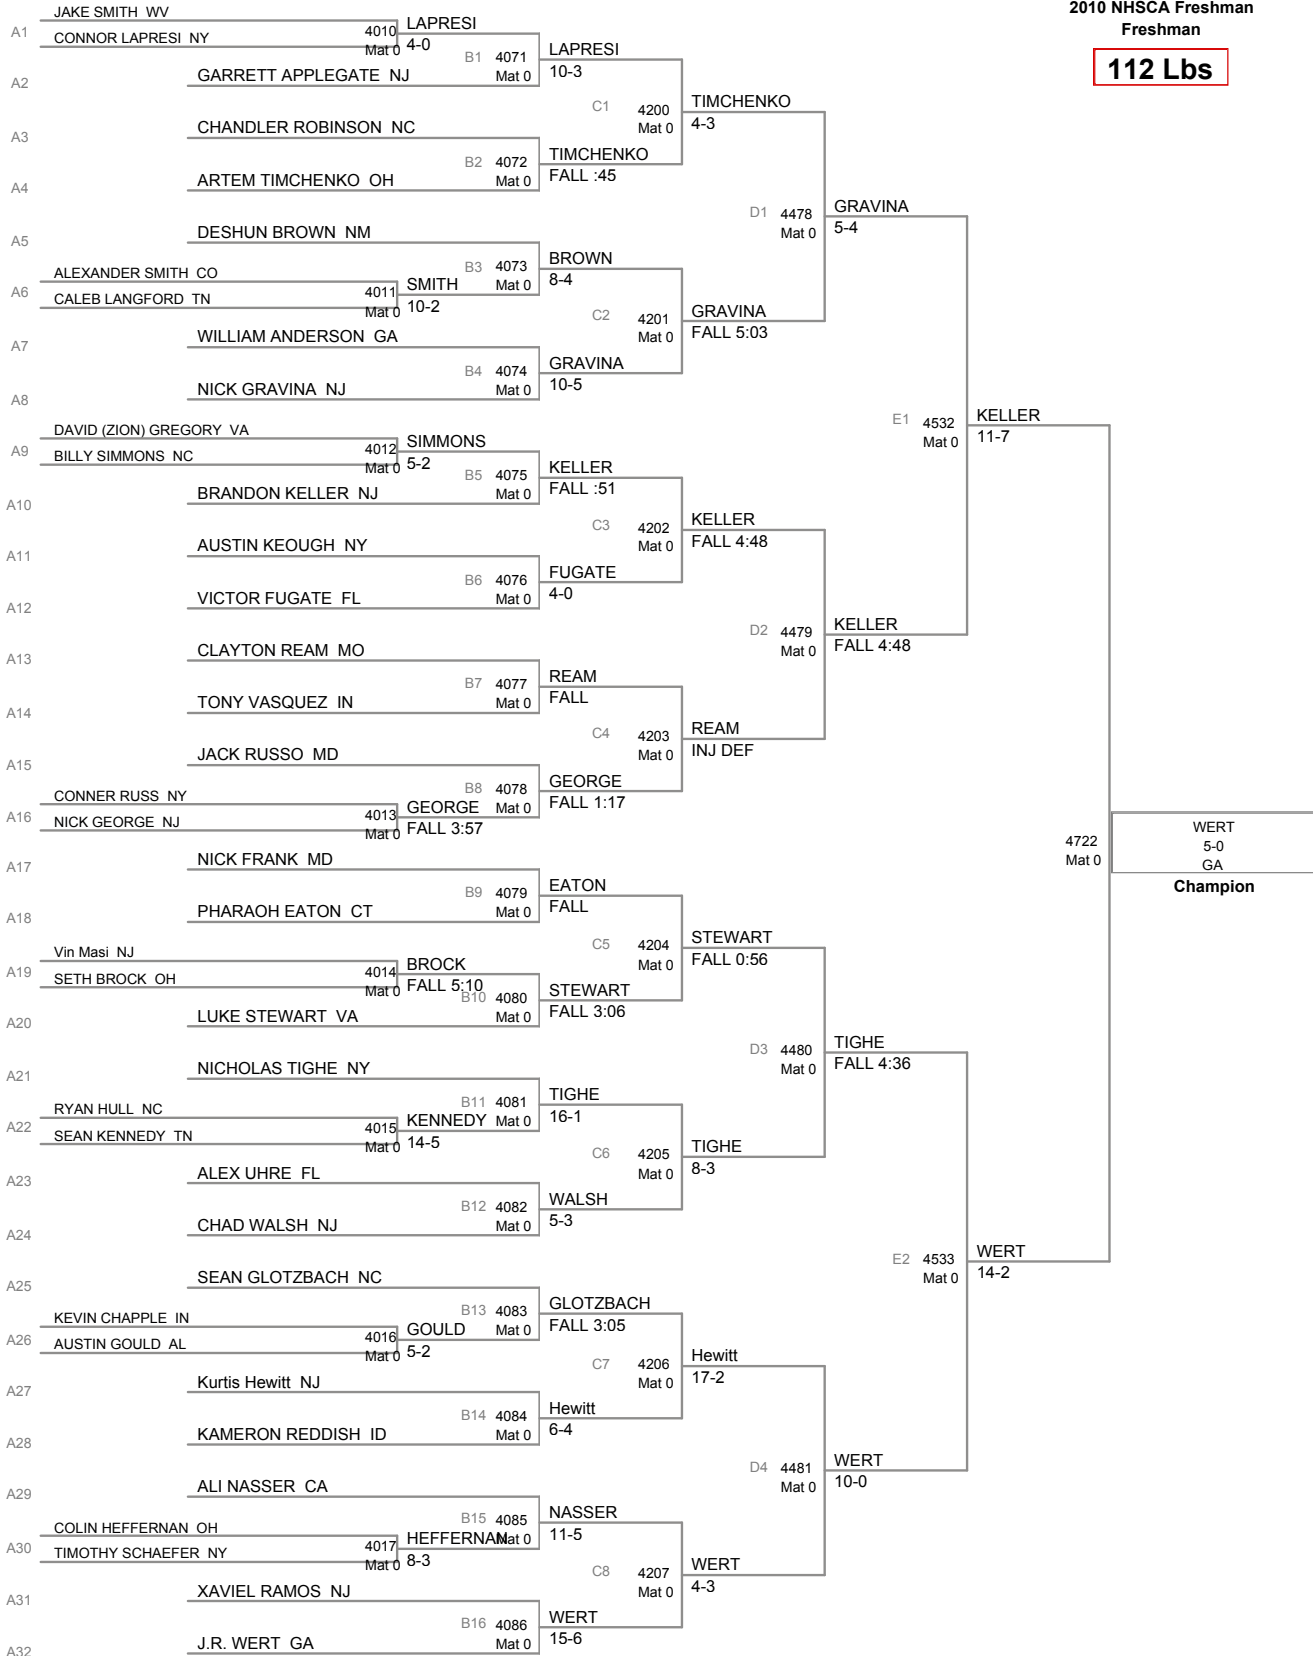 2010 NHSCA Freshman
Freshman
112 Lbs
JAKE SMITH WV
A1
CONNOR LAPRESI NY
4010
Mat 0
LAPRESI
4-0
B1 4071
Mat 0
LAPRESI
10-3
A2
GARRETT APPLEGATE NJ
C1 4200
Mat 0
TIMCHENKO
4-3
A3
CHANDLER ROBINSON NC
B2 4072
Mat 0
TIMCHENKO
FALL :45
A4
ARTEM TIMCHENKO OH
D1 4478
Mat 0
GRAVINA
5-4
A5
DESHUN BROWN NM
B3 4073
Mat 0
BROWN
8-4
ALEXANDER SMITH CO
A6
CALEB LANGFORD TN
4011
Mat 0
SMITH
10-2
C2 4201
Mat 0
GRAVINA
FALL 5:03
A7
WILLIAM ANDERSON GA
B4 4074
Mat 0
GRAVINA
10-5
A8
NICK GRAVINA NJ
E1 4532
Mat 0
KELLER
11-7
DAVID (ZION) GREGORY VA
A9
BILLY SIMMONS NC
4012
Mat 0
SIMMONS
5-2
B5 4075
Mat 0
KELLER
FALL :51
A10
BRANDON KELLER NJ
C3 4202
Mat 0
KELLER
FALL 4:48
A11
AUSTIN KEOUGH NY
B6 4076
Mat 0
FUGATE
4-0
A12
VICTOR FUGATE FL
D2 4479
Mat 0
KELLER
FALL 4:48
A13
CLAYTON REAM MO
B7 4077
Mat 0
REAM
FALL
A14
TONY VASQUEZ IN
C4 4203
Mat 0
REAM
INJ DEF
A15
JACK RUSSO MD
B8 4078
Mat 0
GEORGE
FALL 1:17
CONNER RUSS NY
A16
NICK GEORGE NJ
4013
Mat 0
GEORGE
FALL 3:57
4722
Mat 0
WERT
5-0
GA
Champion
A17
NICK FRANK MD
B9 4079
Mat 0
EATON
FALL
A18
PHARAOH EATON CT
C5 4204
Mat 0
STEWART
FALL 0:56
Vin Masi NJ
A19
SETH BROCK OH
4014
Mat 0
BROCK
FALL 5:10
B10 4080
Mat 0
STEWART
FALL 3:06
A20
LUKE STEWART VA
D3 4480
Mat 0
TIGHE
FALL 4:36
A21
NICHOLAS TIGHE NY
B11 4081
Mat 0
TIGHE
16-1
RYAN HULL NC
A22
SEAN KENNEDY TN
4015
Mat 0
KENNEDY
14-5
C6 4205
Mat 0
TIGHE
8-3
A23
ALEX UHRE FL
B12 4082
Mat 0
WALSH
5-3
A24
CHAD WALSH NJ
E2 4533
Mat 0
WERT
14-2
A25
SEAN GLOTZBACH NC
B13 4083
Mat 0
GLOTZBACH
FALL 3:05
KEVIN CHAPPLE IN
A26
AUSTIN GOULD AL
4016
Mat 0
GOULD
5-2
C7 4206
Mat 0
Hewitt
17-2
A27
Kurtis Hewitt NJ
B14 4084
Mat 0
Hewitt
6-4
A28
KAMERON REDDISH ID
D4 4481
Mat 0
WERT
10-0
A29
ALI NASSER CA
B15 4085
Mat 0
NASSER
11-5
COLIN HEFFERNAN OH
A30
TIMOTHY SCHAEFER NY
4017
Mat 0
HEFFERNAN
8-3
C8 4207
Mat 0
WERT
4-3
A31
XAVIEL RAMOS NJ
B16 4086
Mat 0
WERT
15-6
A32
J.R. WERT GA